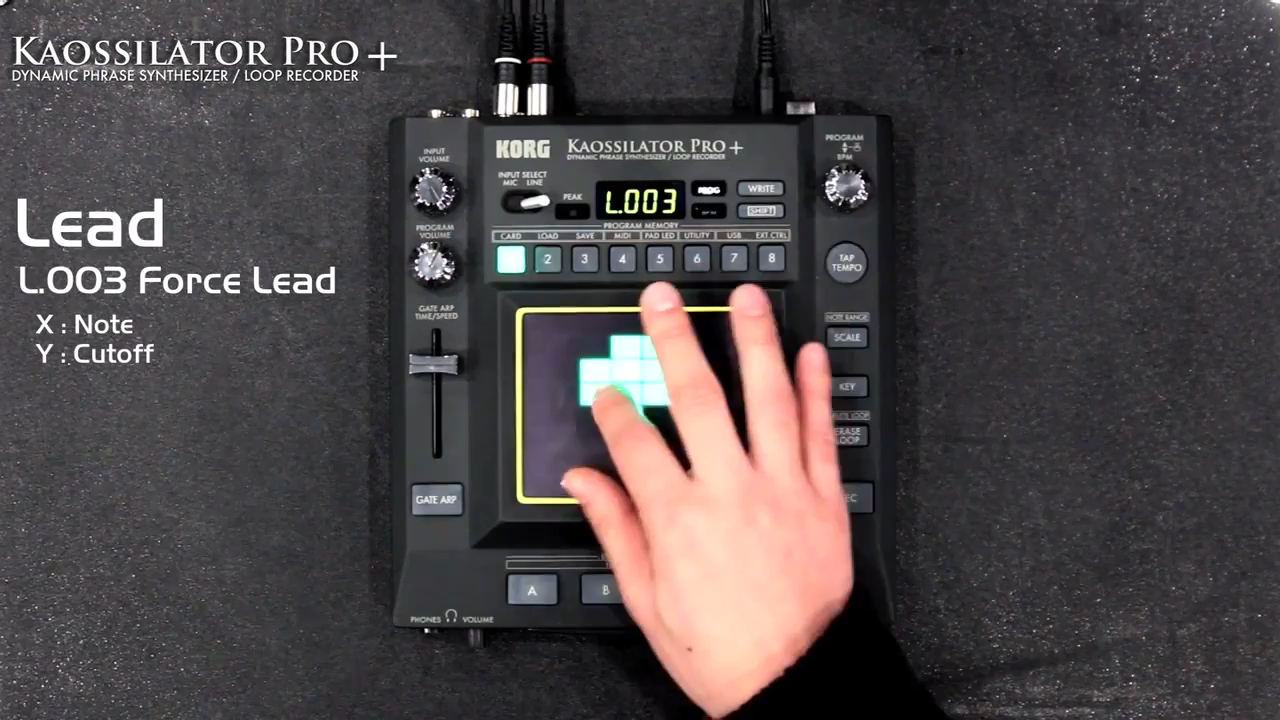 KAOSSILATOR PRO+
DYNAMIC PHRASE SYNTHESIZER / LOOP RECORDER
Lead
L.003 Force Lead
X : Note
Y : Cutoff
KORG
KAOSSILATOR PRO+
DYNAMIC PHRASE SYNTHESIZER / LOOP RECORDER
INPUT VOLUME
INPUT SELECT
MIC LINE
PEAK
L.003
PROG
WRITE
SHIFT
PROGRAM
BPM
PROGRAM MEMORY
CARD LOAD SAVE MIDI PAD LED UTILITY USB EXT.CTRL
2 3 4 5 6 7 8
PROGRAM VOLUME
TAP TEMPO
GATE ARP
TIME/SPEED
NOTE RANGE
SCALE
KEY
ERASE LOOP
GATE ARP
A B
PHONES VOLUME